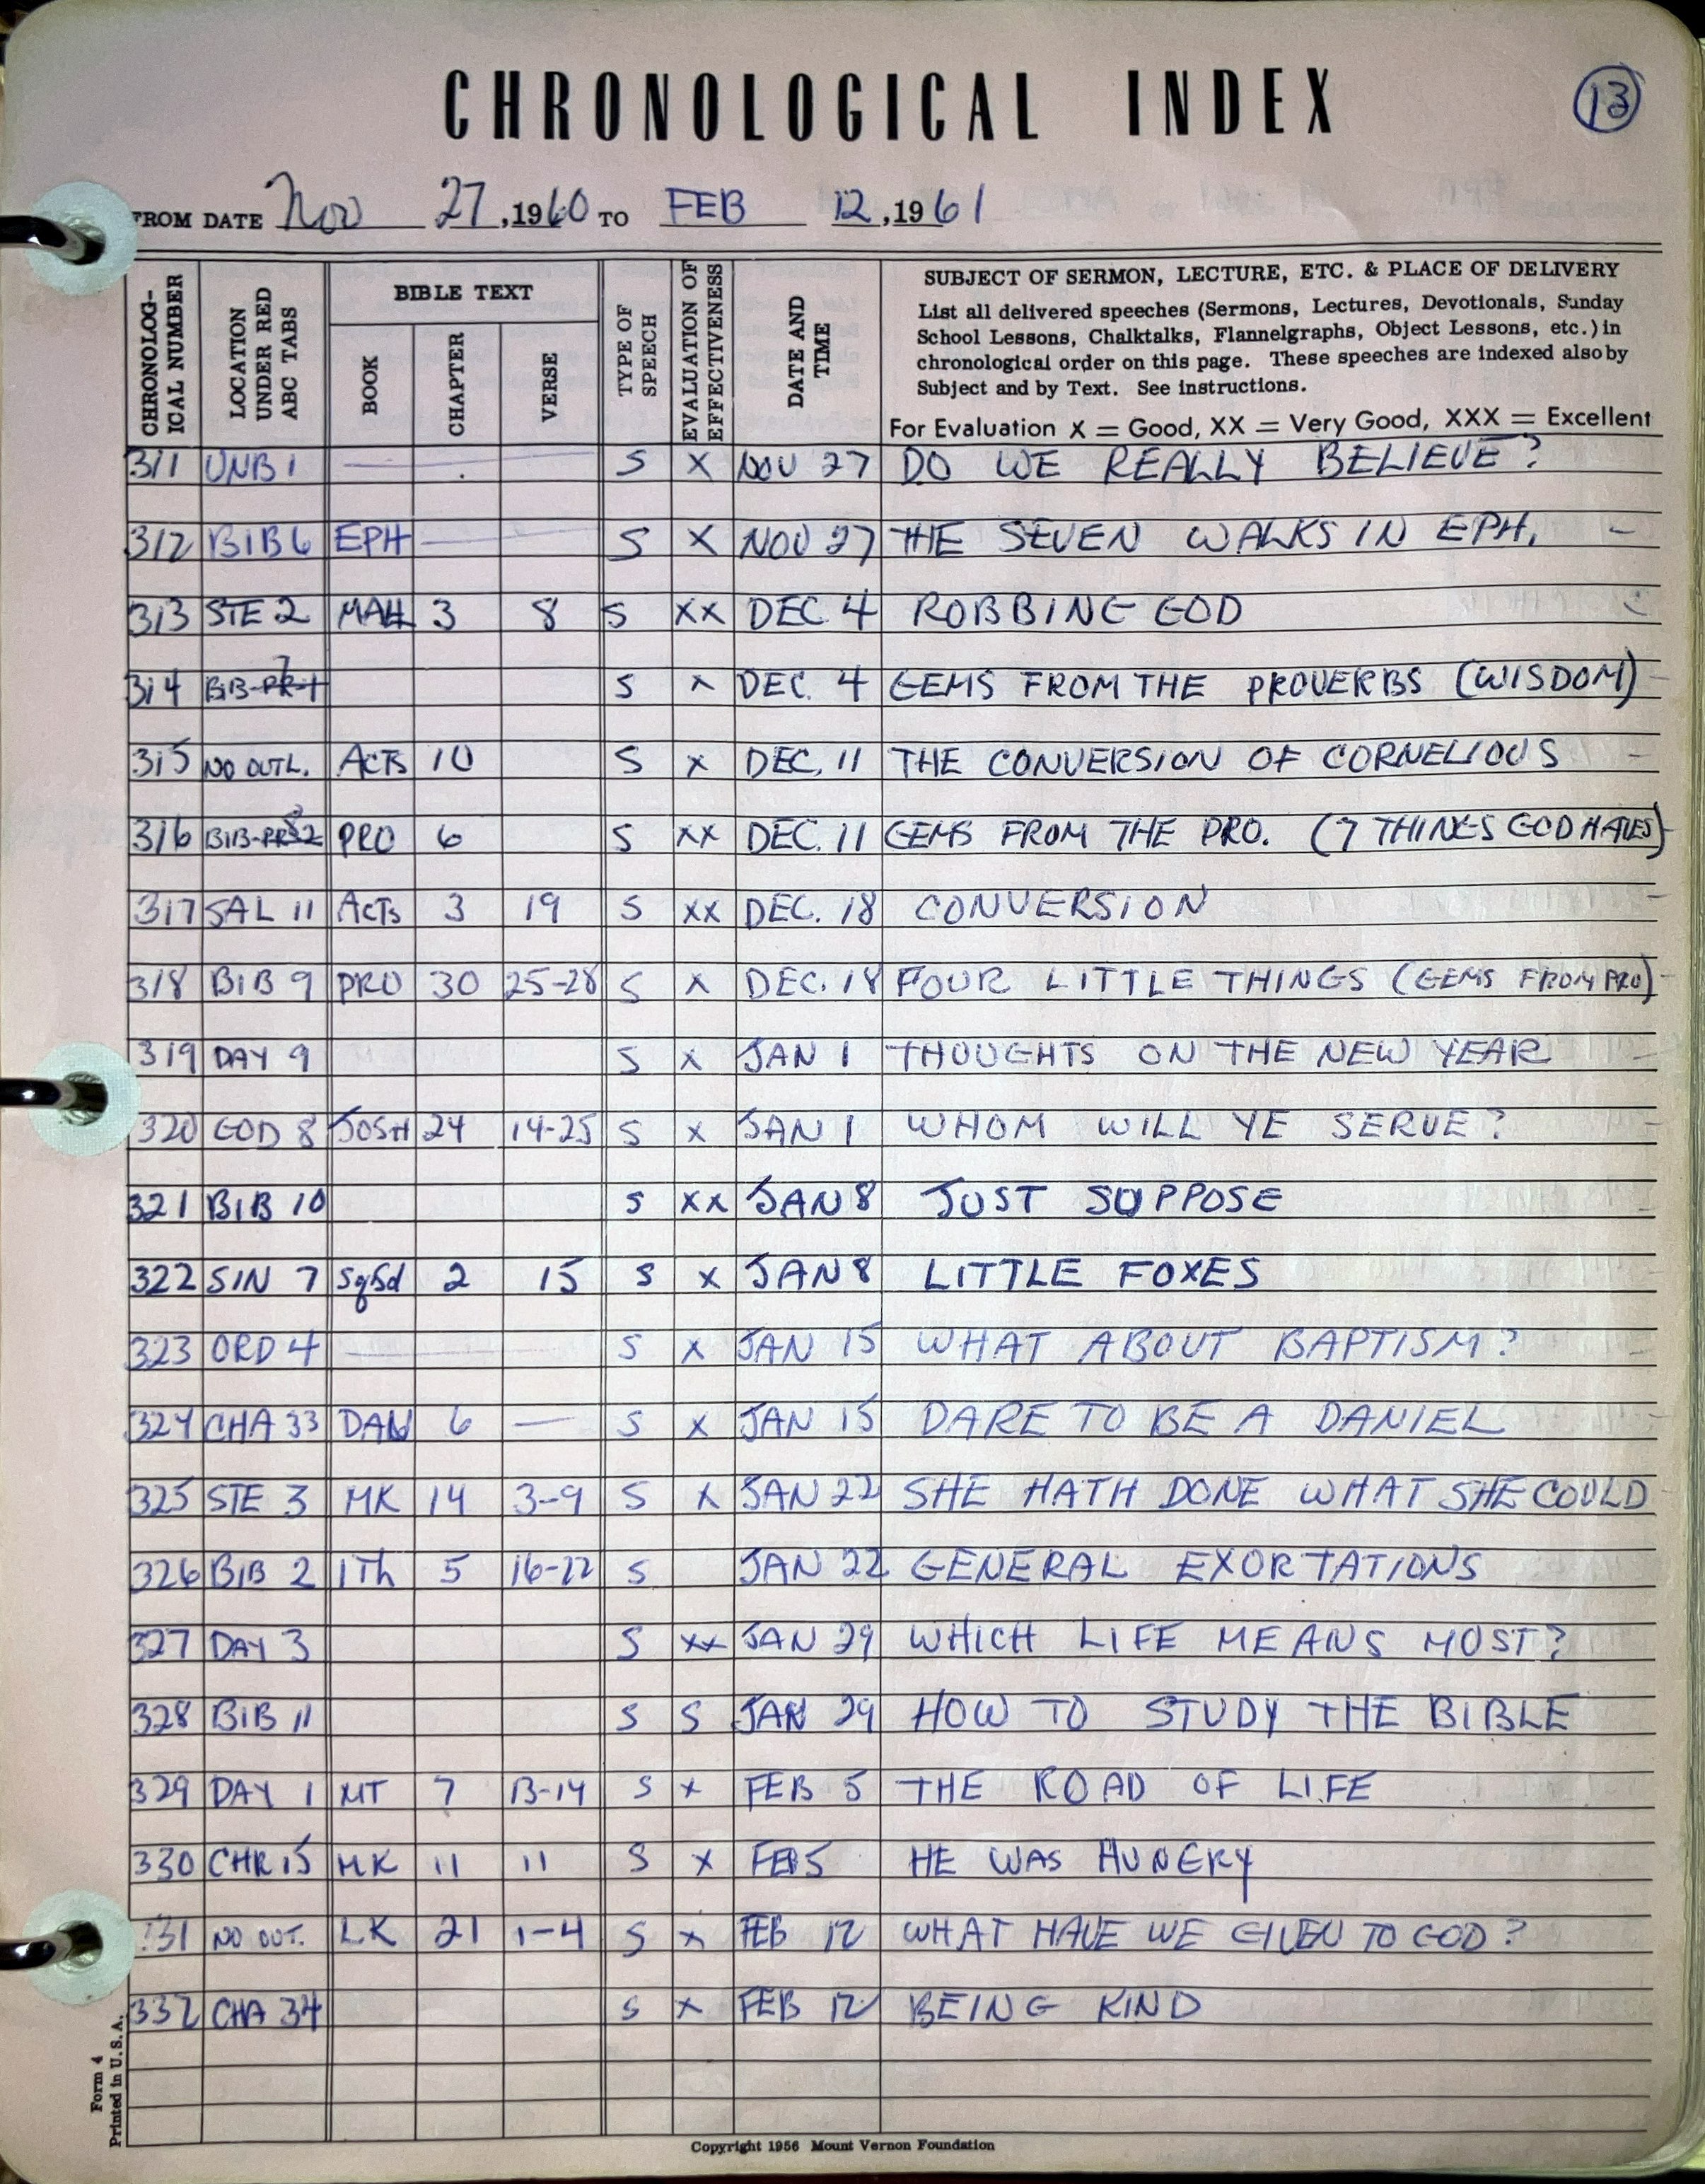 CHRONOLOGICAL INDEX
13
FROM DATE Nov 27, 1960 TO FEB 12, 1961
CHRONOLOG-ICAL NUMBER
LOCATION UNDER RED ABC TABS
BIBLE TEXT
BOOK
CHAPTER
VERSE
TYPE OF SPEECH
EVALUATION OF EFFECTIVENESS
DATE AND TIME
SUBJECT OF SERMON, LECTURE, ETC. & PLACE OF DELIVERY
List all delivered speeches (Sermons, Lectures, Devotionals, Sunday
School Lessons, Chalktalks, Flannelgraphs, Object Lessons, etc.) in
chronological order on this page. These speeches are indexed also by
Subject and by Text. See instructions.
For Evaluation X = Good, XX = Very Good, XXX = Excellent
311 UNB 1 — S X NOV 27 DO WE REALLY BELIEVE?
312 BIB 6 EPH — S X NOV 27 THE SEVEN WALKS IN EPH. -
313 STE 2 MAL 3 8 S XX DEC. 4 ROBBING GOD
314 BIB 7 S X DEC. 4 GEMS FROM THE PROVERBS (WISDOM) -
315 NO OUTL. ACTS 10 S X DEC. 11 THE CONVERSION OF CORNELIOUS -
316 BIB 8 PRO 6 S XX DEC. 11 GEMS FROM THE PRO. (7 THINGS GOD HATES) -
317 SAL 11 ACTS 3 19 S XX DEC. 18 CONVERSION -
318 BIB 9 PRO 30 25-28 S X DEC. 18 FOUR LITTLE THINGS (GEMS FROM PRO) -
319 DAY 9 S X JAN 1 THOUGHTS ON THE NEW YEAR -
320 GOD 8 JOSH 24 14-25 S X JAN 1 WHOM WILL YE SERVE? -
321 BIB 10 S XX JAN 8 JUST SUPPOSE
322 SIN 7 SgSd 2 15 S X JAN 8 LITTLE FOXES
323 ORD 4 — S X JAN 15 WHAT ABOUT BAPTISM?
324 CHA 33 DAN 6 — S X JAN 15 DARE TO BE A DANIEL
325 STE 3 MK 14 3-9 S X JAN 22 SHE HATH DONE WHAT SHE COULD
326 BIB 2 1Th 5 16-22 S JAN 22 GENERAL EXORTATIONS
327 DAY 3 S XX JAN 29 WHICH LIFE MEANS MOST?
328 BIB 11 S S JAN 29 HOW TO STUDY THE BIBLE
329 DAY 1 MT 7 13-14 S X FEB 5 THE ROAD OF LIFE
330 CHR 15 MK 11 11 S X FEB 5 HE WAS HUNGRY
331 NO OUT. LK 21 1-4 S X FEB 12 WHAT HAVE WE GIVEN TO GOD?
332 CHA 34 S X FEB 12 BEING KIND
Form 4
Printed in U.S.A.
Copyright 1956 Mount Vernon Foundation